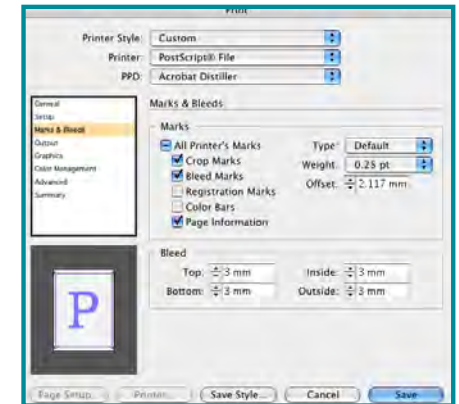 Print
Printer Style: Custom
Printer: PostScript® File
PPD: Acrobat Distiller
General
Setup
Marks & Bleeds
Output
Graphics
Color Management
Advanced
Summary
Marks & Bleeds
Marks
All Printer's Marks
Crop Marks
Bleed Marks
Registration Marks
Color Bars
Page Information
Type: Default
Weight: 0.25 pt
Offset: 2.117 mm
Bleed
Top: 3 mm Inside: 3 mm
Bottom: 3 mm Outside: 3 mm
P
Page Setup... Printer... Save Style... Cancel Save